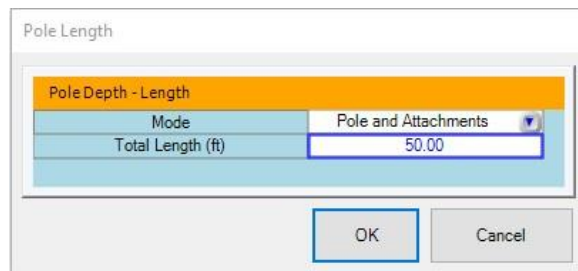 Pole Length
Pole Depth - Length
Mode Pole and Attachments
Total Length (ft) 50.00
OK Cancel